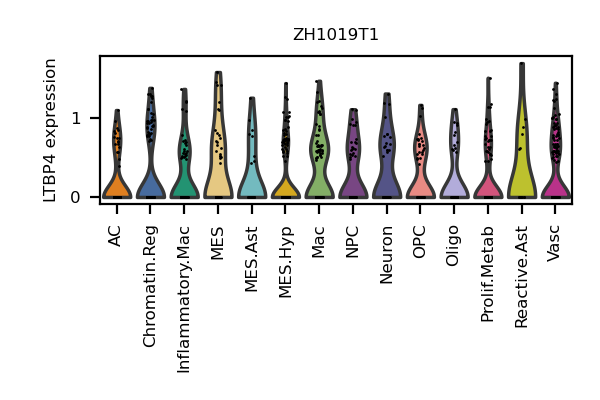 ZH1019T1
LTBP4 expression
1
0
AC
Chromatin.Reg
Inflammatory.Mac
MES
MES.Ast
MES.Hyp
Mac
NPC
Neuron
OPC
Oligo
Prolif.Metab
Reactive.Ast
Vasc